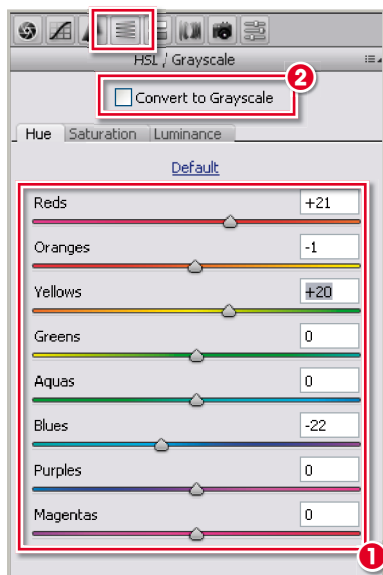 HSL / Grayscale
2
Convert to Grayscale
Hue Saturation Luminance
Default
Reds +21
Oranges -1
Yellows +20
Greens 0
Aquas 0
Blues -22
Purples 0
Magentas 0
1